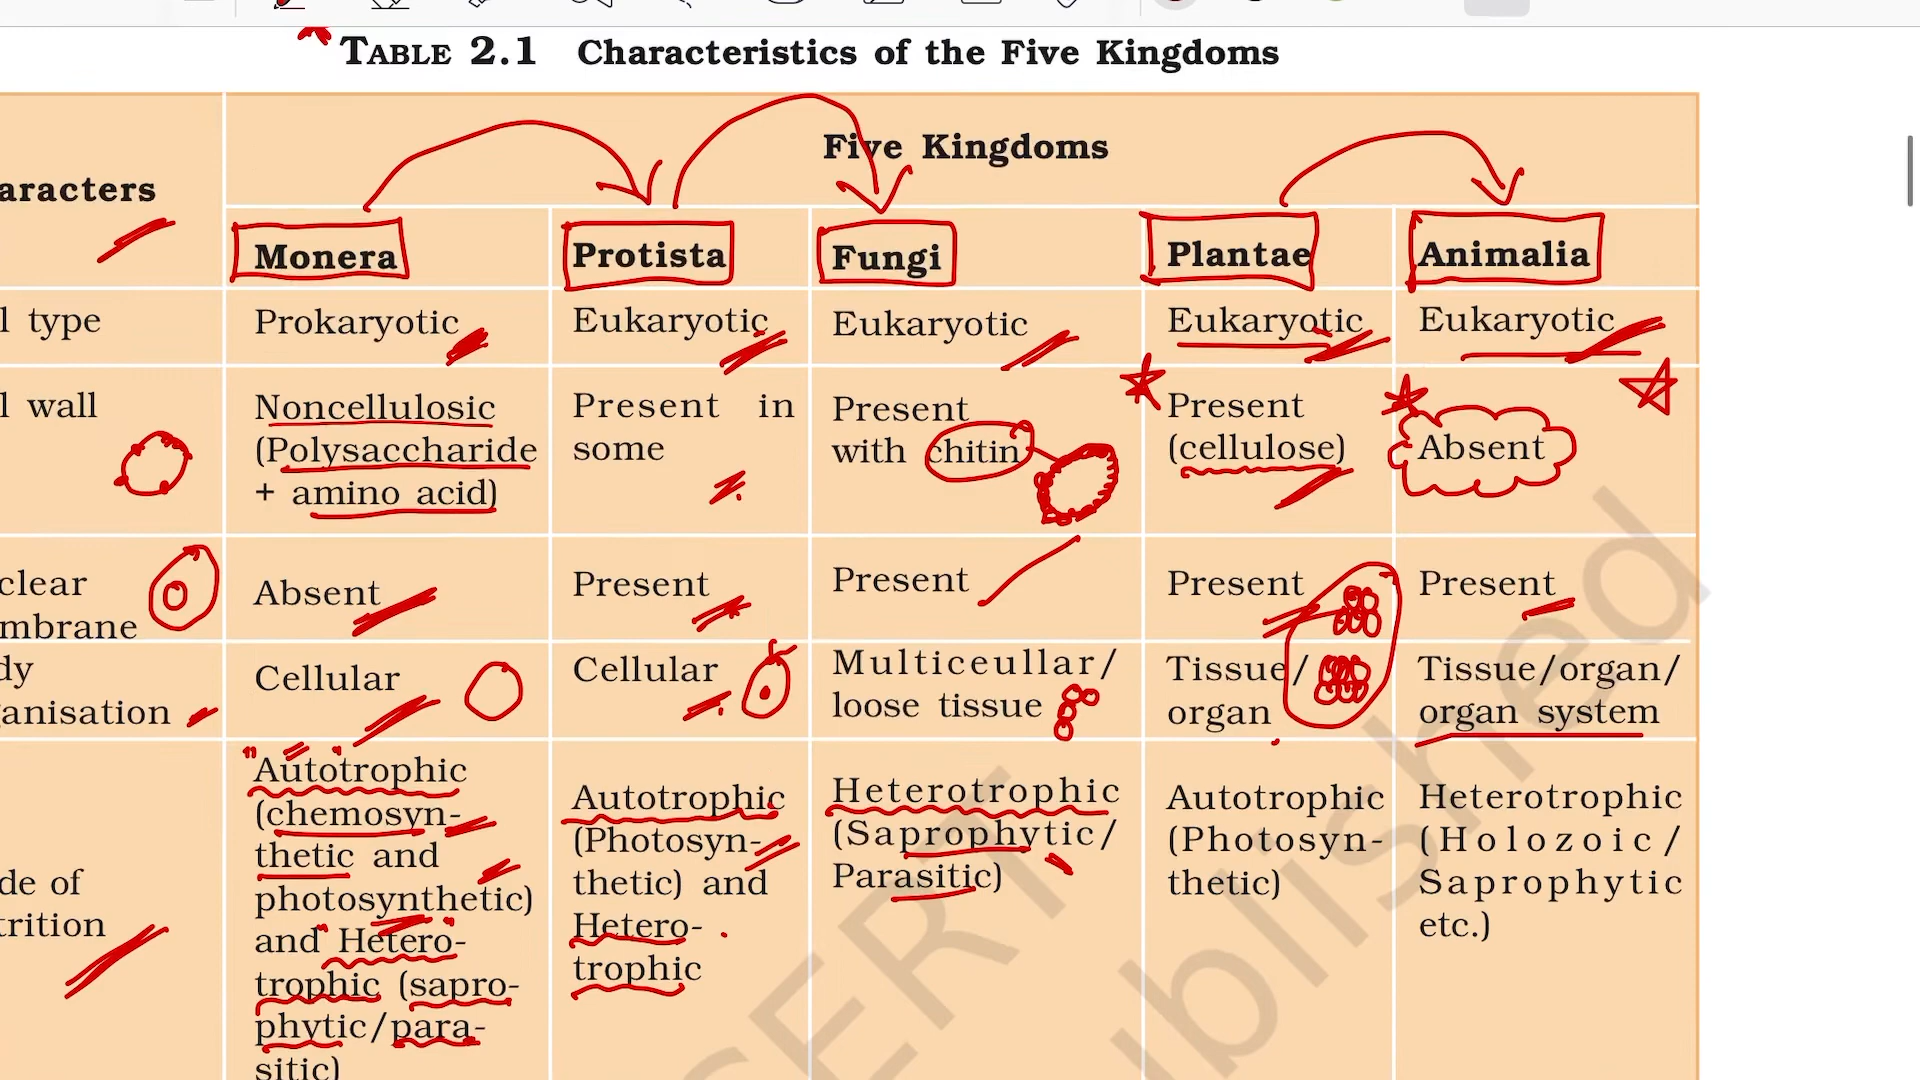 TABLE 2.1 Characteristics of the Five Kingdoms
Five Kingdoms
aracters
Monera Protista Fungi Plantae Animalia
l type
Prokaryotic
Eukaryotic
Eukaryotic
Eukaryotic
Eukaryotic
l wall
Noncellulosic
(Polysaccharide
+ amino acid)
Present in
some
Present
with chitin
Present
(cellulose)
Absent
clear
mbrane
Absent
Present
Present
Present
Present
dy
anisation
Cellular
Cellular
Multiceullar/
loose tissue
Tissue/
organ
Tissue/organ/
organ system
de of
trition
Autotrophic
(chemosyn-
thetic and
photosynthetic)
and Hetero-
trophic (sapro-
phytic/para-
sitic)
Autotrophic
(Photosyn-
thetic) and
Hetero-
trophic
Heterotrophic
(Saprophytic/
Parasitic)
Autotrophic
(Photosyn-
thetic)
Heterotrophic
(Holozoic/
Saprophytic
etc.)